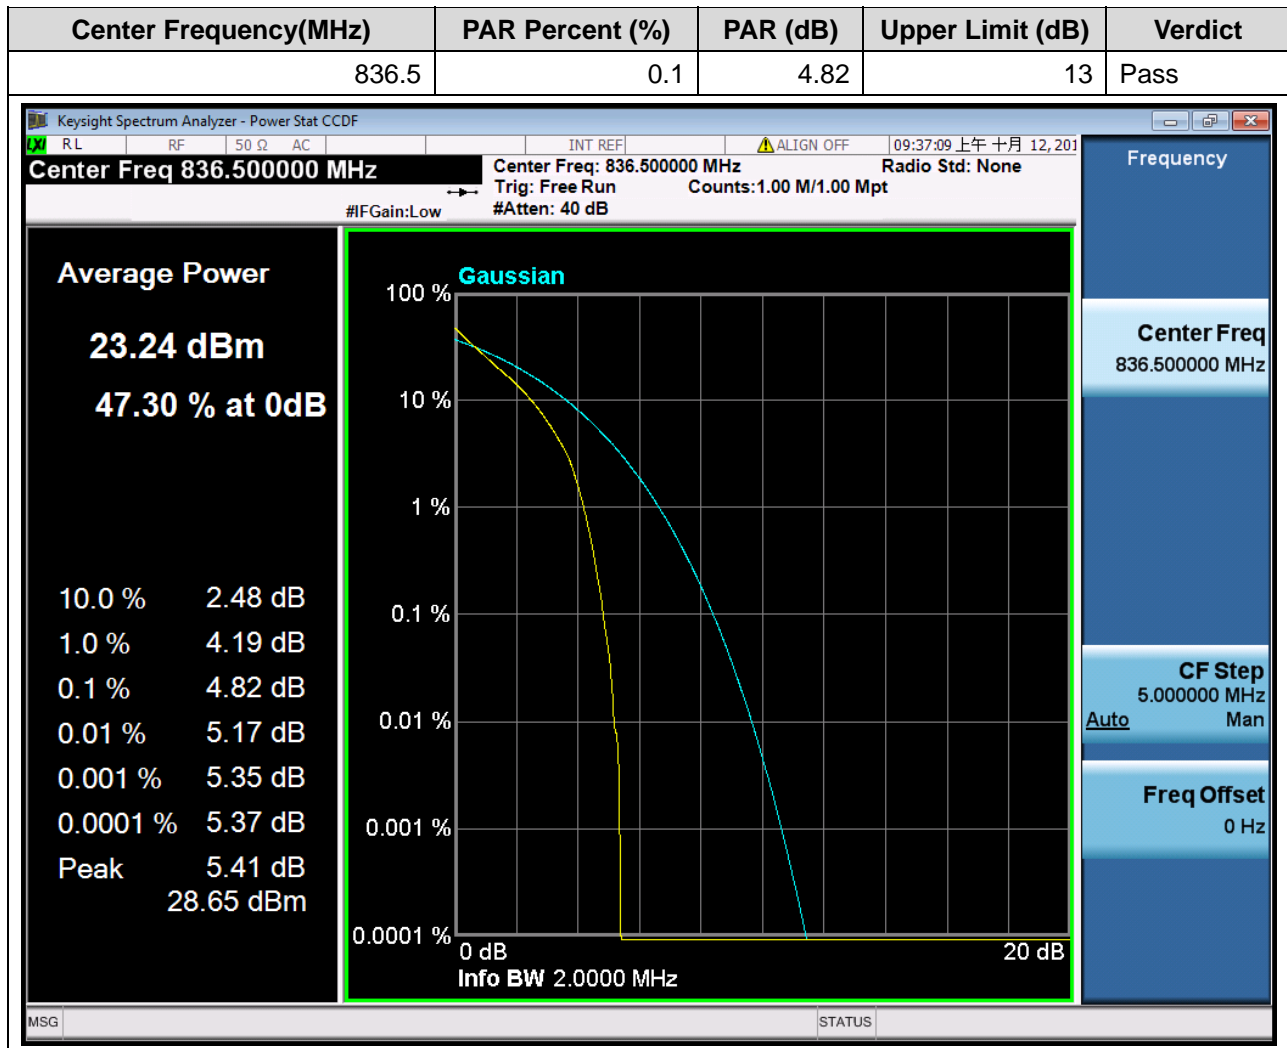 Center Frequency(MHz) PAR Percent (%) PAR (dB) Upper Limit (dB) Verdict
836.5 0.1 4.82 13 Pass
Keysight Spectrum Analyzer - Power Stat CCDF
LXI RL RF 50 Ω AC INT REF ALIGN OFF 09:37:09 上午 十月 12, 201
Center Freq 836.500000 MHz
Center Freq: 836.500000 MHz Radio Std: None
Trig: Free Run Counts:1.00 M/1.00 Mpt
#IFGain:Low #Atten: 40 dB
Average Power
23.24 dBm
47.30 % at 0dB
10.0 % 2.48 dB
1.0 % 4.19 dB
0.1 % 4.82 dB
0.01 % 5.17 dB
0.001 % 5.35 dB
0.0001 % 5.37 dB
Peak 5.41 dB
28.65 dBm
Gaussian
100 %
10 %
1 %
0.1 %
0.01 %
0.001 %
0.0001 %
0 dB 20 dB
Info BW 2.0000 MHz
Frequency
Center Freq
836.500000 MHz
CF Step
5.000000 MHz
Auto Man
Freq Offset
0 Hz
MSG STATUS